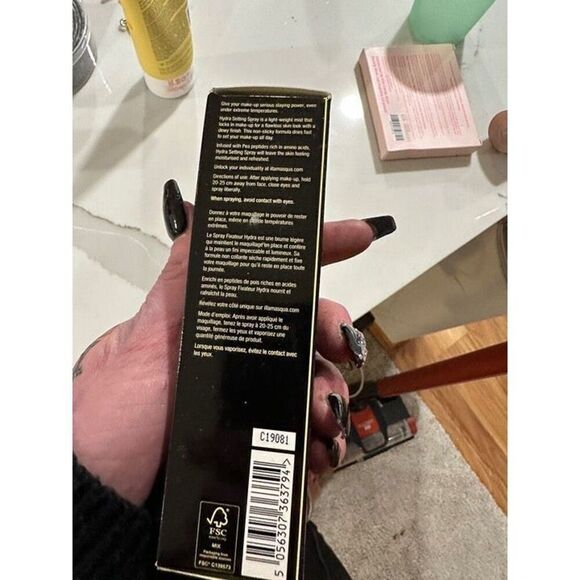 Give your make-up serious staying power, even
under extreme temperatures.
Hydra Setting Spray is a light-weight mist that
locks in make-up for a flawless skin look with a
dewy finish. This non-sticky formula dries fast
to set your make-up all day.
Infused with Pea peptides rich in amino acids,
Hydra Setting Spray will leave the skin feeling
moisturised and refreshed.
Unlock your individuality at illamasqua.com
Directions of use: After applying make-up, hold
20-25 cm away from face, close eyes and
spray liberally.
When spraying, avoid contact with eyes.
Donnez à votre maquillage le pouvoir de rester
en place, même en de températures
extrêmes.
Le Spray Fixateur Hydra est une brume légère
qui maintient le maquillage en place et confère
à la peau un fini impeccable et lumineux. Sa
formule non collante sèche rapidement et fixe
votre maquillage pour qu'il reste en place toute
la journée.
Enrichi en peptides de pois riches en acides
aminés, le Spray Fixateur Hydra nourrit et
rafraîchit la peau.
Révélez votre côté unique sur illamasqua.com
Mode d'emploi: Après avoir appliqué le
maquillage, tenez le spray à 20-25 cm du
visage, fermez les yeux et vaporisez une
quantité généreuse de produit.
Lorsque vous vaporisez, évitez le contact avec
les yeux.
C19081
5 056307 363794 >
FSC
MIX
Packaging from
responsible sources
FSC® C139573